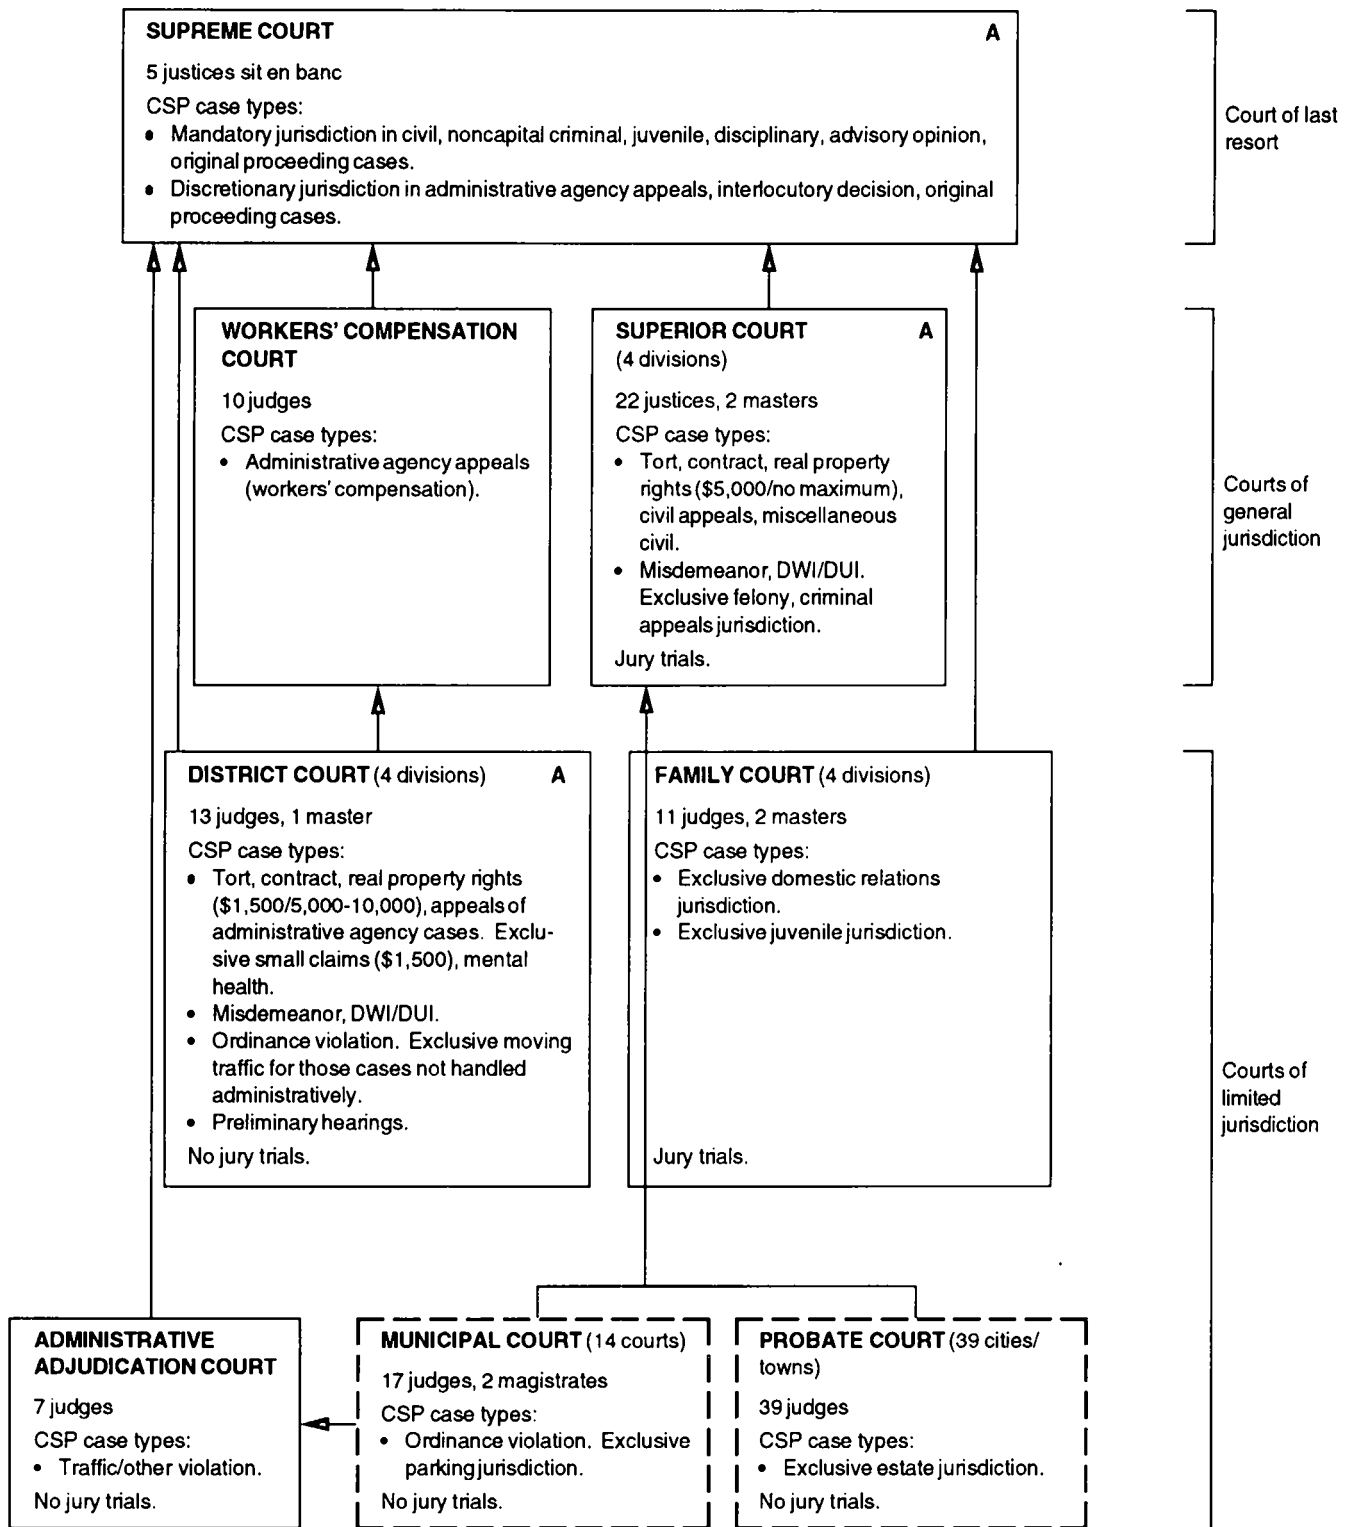 SUPREME COURT A
5 justices sit en banc
CSP case types:
• Mandatory jurisdiction in civil, noncapital criminal, juvenile, disciplinary, advisory opinion,
original proceeding cases.
• Discretionary jurisdiction in administrative agency appeals, interlocutory decision, original
proceeding cases.
Court of last
resort
WORKERS' COMPENSATION
COURT
10 judges
CSP case types:
• Administrative agency appeals
(workers' compensation).
SUPERIOR COURT A
(4 divisions)
22 justices, 2 masters
CSP case types:
• Tort, contract, real property
rights ($5,000/no maximum),
civil appeals, miscellaneous
civil.
• Misdemeanor, DWI/DUI.
Exclusive felony, criminal
appeals jurisdiction.
Jury trials.
Courts of
general
jurisdiction
DISTRICT COURT (4 divisions) A
13 judges, 1 master
CSP case types:
• Tort, contract, real property rights
($1,500/5,000-10,000), appeals of
administrative agency cases. Exclu-
sive small claims ($1,500), mental
health.
• Misdemeanor, DWI/DUI.
• Ordinance violation. Exclusive moving
traffic for those cases not handled
administratively.
• Preliminary hearings.
No jury trials.
FAMILY COURT (4 divisions)
11 judges, 2 masters
CSP case types:
• Exclusive domestic relations
jurisdiction.
• Exclusive juvenile jurisdiction.
Jury trials.
Courts of
limited
jurisdiction
ADMINISTRATIVE
ADJUDICATION COURT
7 judges
CSP case types:
• Traffic/other violation.
No jury trials.
MUNICIPAL COURT (14 courts)
17 judges, 2 magistrates
CSP case types:
• Ordinance violation. Exclusive
parking jurisdiction.
No jury trials.
PROBATE COURT (39 cities/
towns)
39 judges
CSP case types:
• Exclusive estate jurisdiction.
No jury trials.